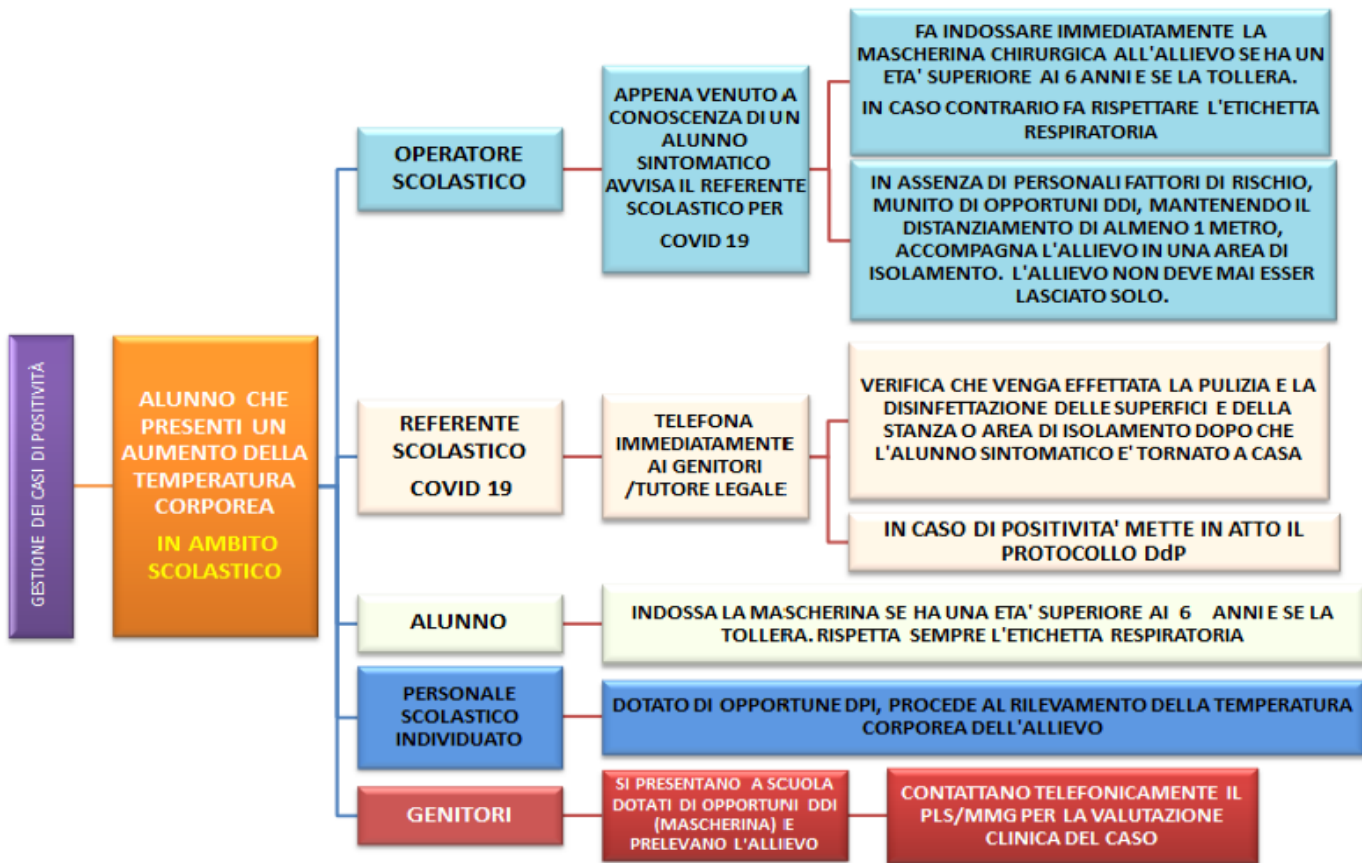 GESTIONE DEI CASI DI POSITIVITÀ
ALUNNO CHE
PRESENTI UN
AUMENTO DELLA
TEMPERATURA
CORPOREA
IN AMBITO
SCOLASTICO
OPERATORE
SCOLASTICO
APPENA VENUTO A
CONOSCENZA DI UN
ALUNNO
SINTOMATICO
AVVISA IL REFERENTE
SCOLASTICO PER
COVID 19
FA INDOSSARE IMMEDIATAMENTE LA
MASCHERINA CHIRURGICA ALL'ALLIEVO SE HA UN
ETA' SUPERIORE AI 6 ANNI E SE LA TOLLERA.
IN CASO CONTRARIO FA RISPETTARE L'ETICHETTA
RESPIRATORIA
IN ASSENZA DI PERSONALI FATTORI DI RISCHIO,
MUNITO DI OPPORTUNI DDI, MANTENENDO IL
DISTANZIAMENTO DI ALMENO 1 METRO,
ACCOMPAGNA L'ALLIEVO IN UNA AREA DI
ISOLAMENTO. L'ALLIEVO NON DEVE MAI ESSER
LASCIATO SOLO.
REFERENTE
SCOLASTICO
COVID 19
TELEFONA
IMMEDIATAMENTE
AI GENITORI
/TUTORE LEGALE
VERIFICA CHE VENGA EFFETTATA LA PULIZIA E LA
DISINFETTAZIONE DELLE SUPERFICI E DELLA
STANZA O AREA DI ISOLAMENTO DOPO CHE
L'ALUNNO SINTOMATICO E' TORNATO A CASA
IN CASO DI POSITIVITA' METTE IN ATTO IL
PROTOCOLLO DdP
ALUNNO
INDOSSA LA MASCHERINA SE HA UNA ETA' SUPERIORE AI 6 ANNI E SE LA
TOLLERA. RISPETTA SEMPRE L'ETICHETTA RESPIRATORIA
PERSONALE
SCOLASTICO
INDIVIDUATO
DOTATO DI OPPORTUNE DPI, PROCEDE AL RILEVAMENTO DELLA TEMPERATURA
CORPOREA DELL'ALLIEVO
GENITORI
SI PRESENTANO A SCUOLA
DOTATI DI OPPORTUNI DDI
(MASCHERINA) E
PRELEVANO L'ALLIEVO
CONTATTANO TELEFONICAMENTE IL
PLS/MMG PER LA VALUTAZIONE
CLINICA DEL CASO